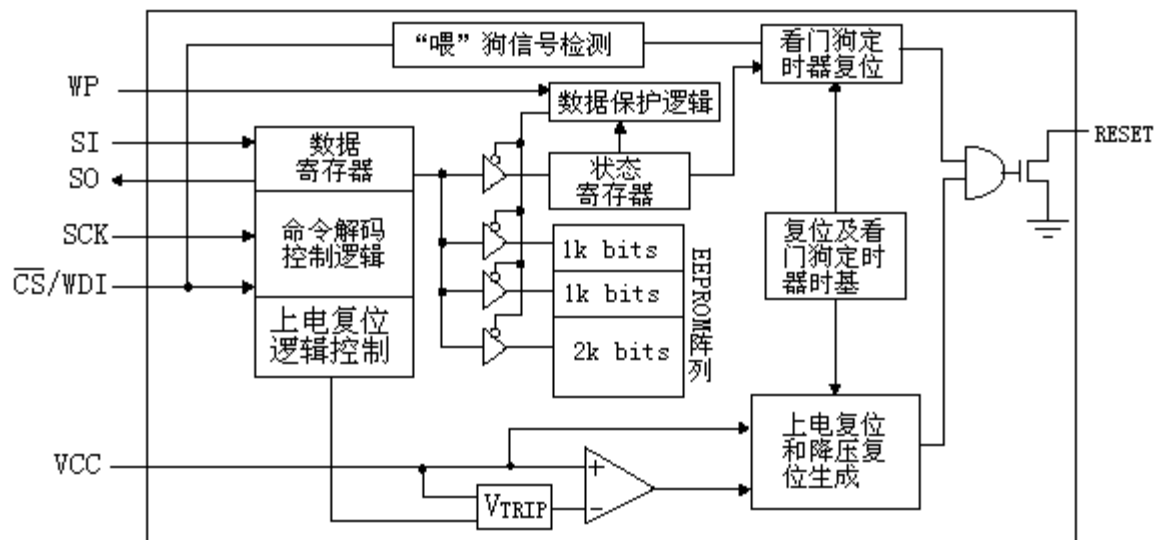 “喂”狗信号检测
看门狗定
时器复位
WP
数据保护逻辑
SI
数据
寄存器
SO
状态
寄存器
RESET
SCK
命令解码
控制逻辑
CS/WDI
1k bits
1k bits
2k bits
EEPROM阵列
复位及看
门狗定时
器时基
上电复位
逻辑控制
上电复位
和降压复
位生成
VCC
+
VTRIP
−